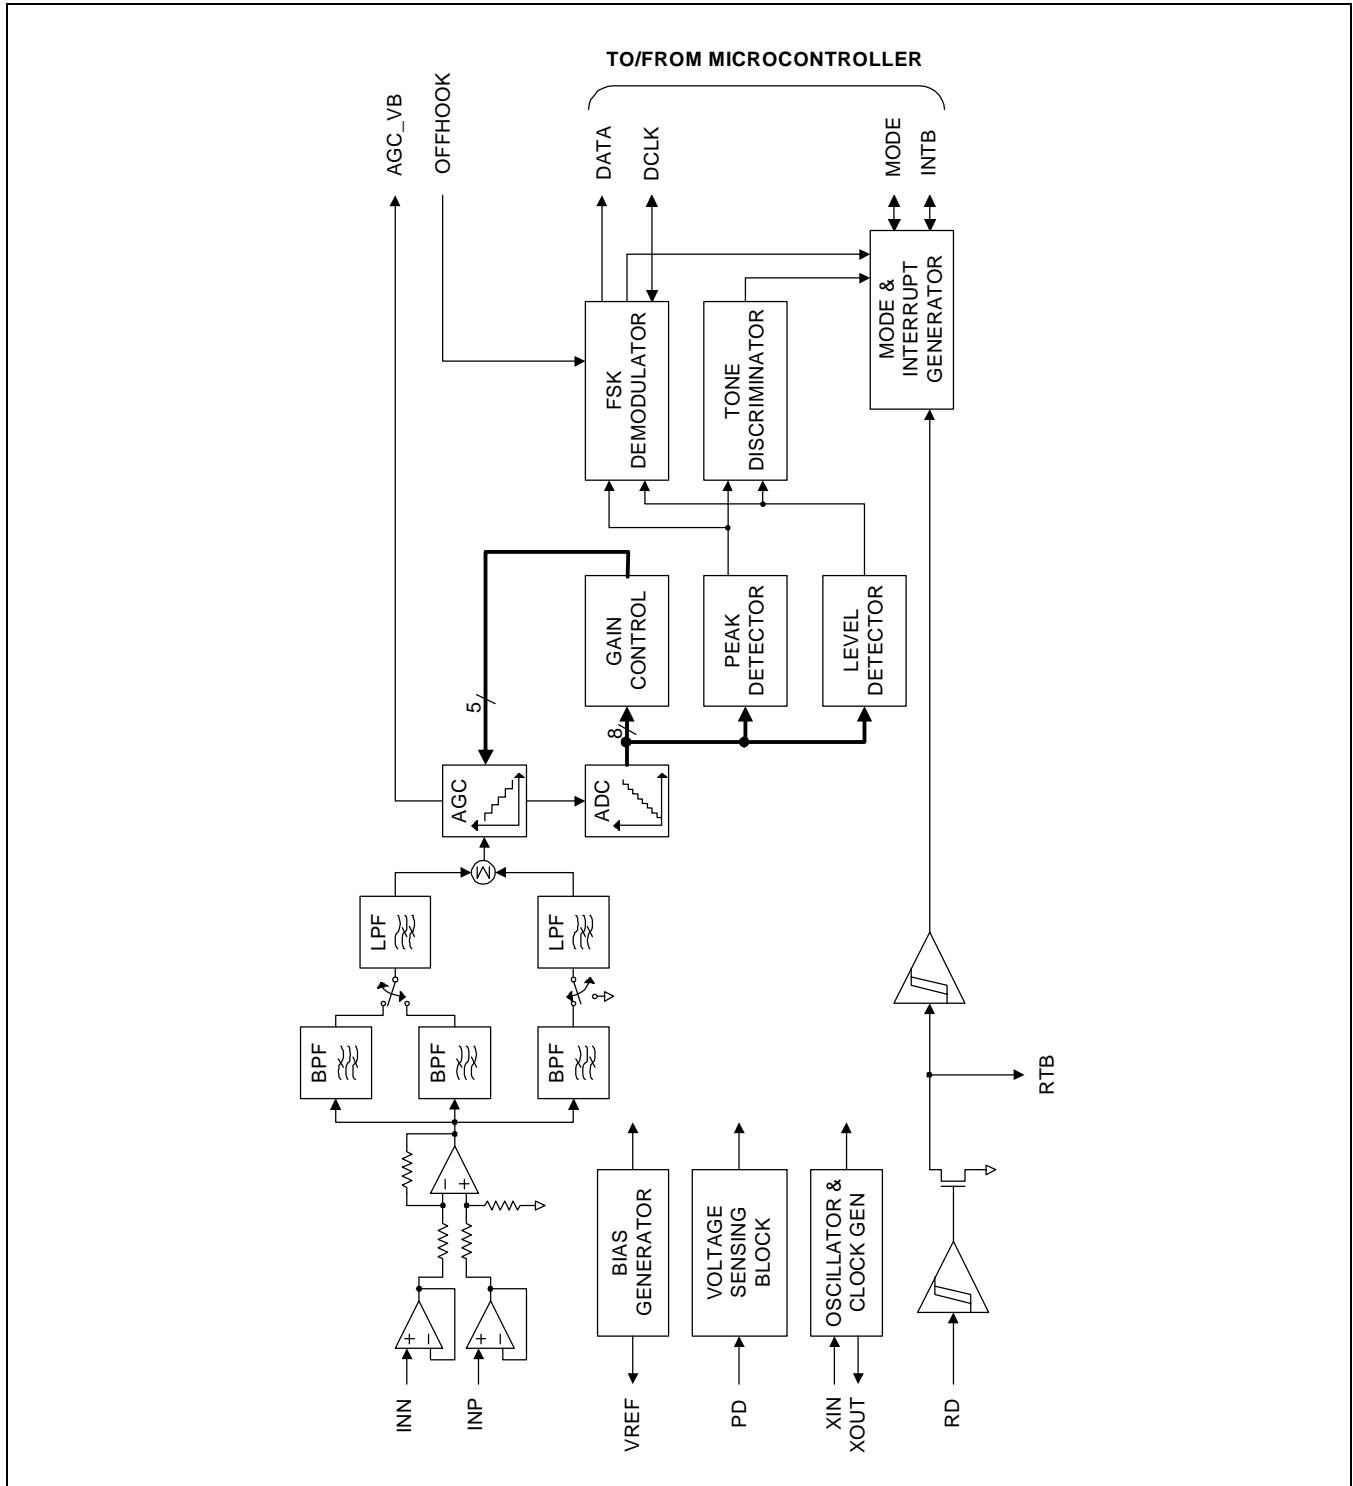 TO/FROM MICROCONTROLLER
AGC_VB
OFFHOOK
DATA
DCLK
MODE
INTB
FSK
DEMODULATOR
TONE
DISCRIMINATOR
MODE &
INTERRUPT
GENERATOR
GAIN
CONTROL
PEAK
DETECTOR
LEVEL
DETECTOR
5
8
AGC
ADC
Σ
LPF
LPF
BPF
BPF
BPF
RTB
BIAS
GENERATOR
VOLTAGE
SENSING
BLOCK
OSCILLATOR &
CLOCK GEN
+
−
+
−
+
−
INN
INP
VREF
PD
XIN
XOUT
RD